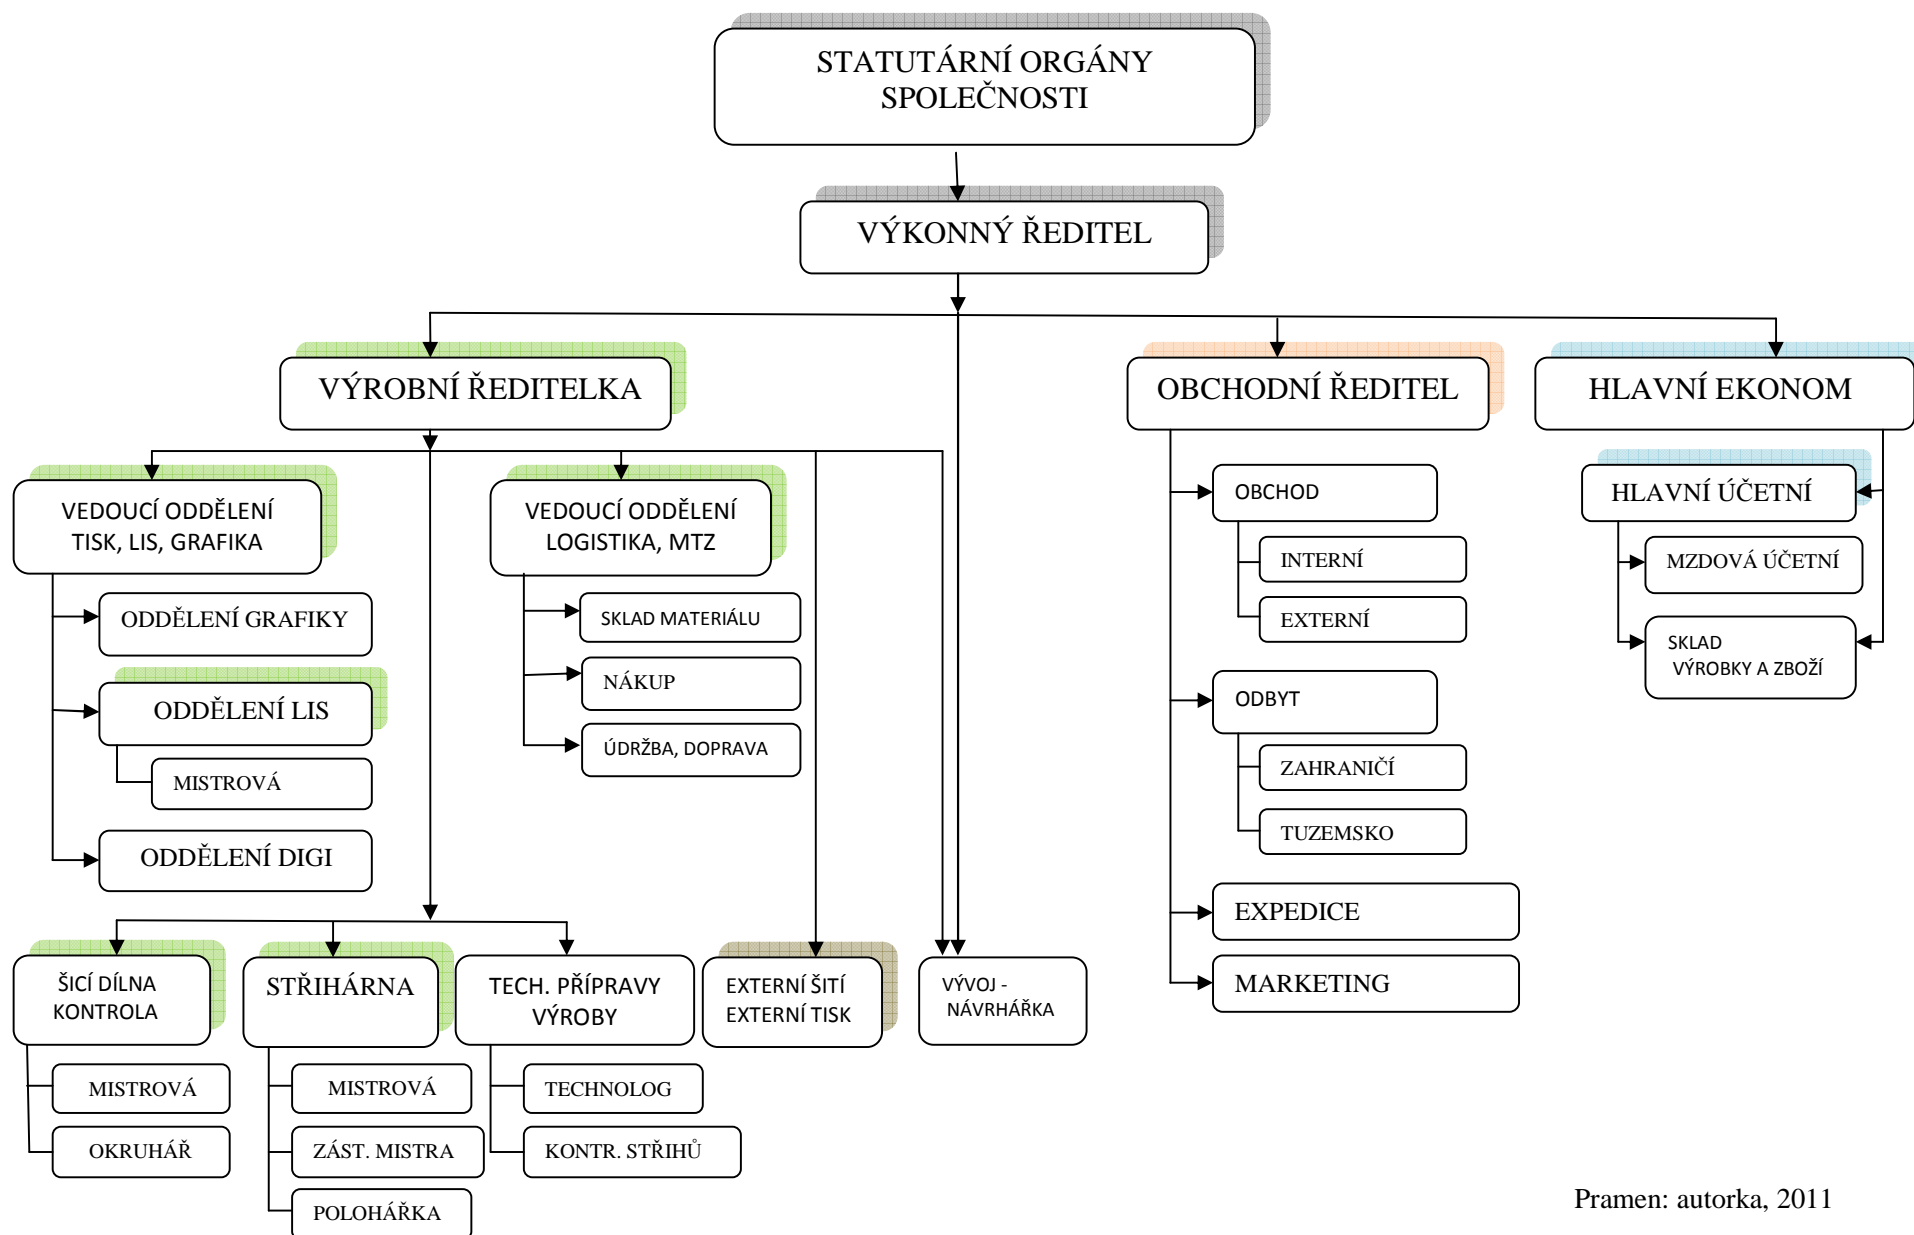 STATUTÁRNÍ ORGÁNY
SPOLEČNOSTI
VÝKONNÝ ŘEDITEL
VÝROBNÍ ŘEDITELKA
OBCHODNÍ ŘEDITEL
HLAVNÍ EKONOM
VEDOUCÍ ODDĚLENÍ
TISK, LIS, GRAFIKA
ODDĚLENÍ GRAFIKY
ODDĚLENÍ LIS
MISTROVÁ
ODDĚLENÍ DIGI
VEDOUCÍ ODDĚLENÍ
LOGISTIKA, MTZ
SKLAD MATERIÁLU
NÁKUP
ÚDRŽBA, DOPRAVA
OBCHOD
INTERNÍ
EXTERNÍ
ODBYT
ZAHRANIČÍ
TUZEMSKO
EXPEDICE
MARKETING
HLAVNÍ ÚČETNÍ
MZDOVÁ ÚČETNÍ
SKLAD
VÝROBKY A ZBOŽÍ
ŠICÍ DÍLNA
KONTROLA
MISTROVÁ
OKRUHÁŘ
STŘIHÁRNA
MISTROVÁ
ZÁST. MISTRA
POLOHÁŘKA
TECH. PŘÍPRAVY
VÝROBY
TECHNOLOG
KONTR. STŘIHŮ
EXTERNÍ ŠITÍ
EXTERNÍ TISK
VÝVOJ -
NÁVRHÁŘKA
Pramen: autorka, 2011